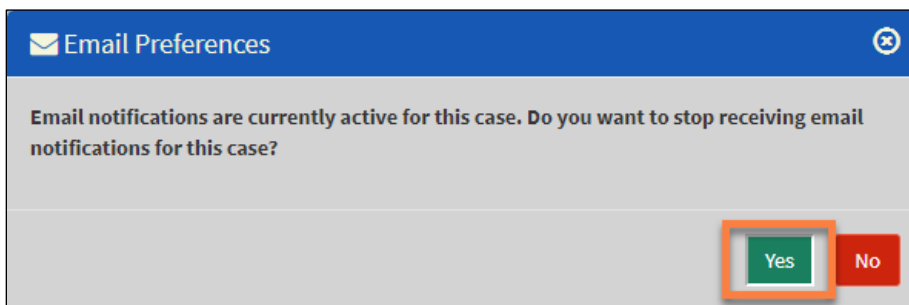 Email Preferences
Email notifications are currently active for this case. Do you want to stop receiving email
notifications for this case?
Yes No